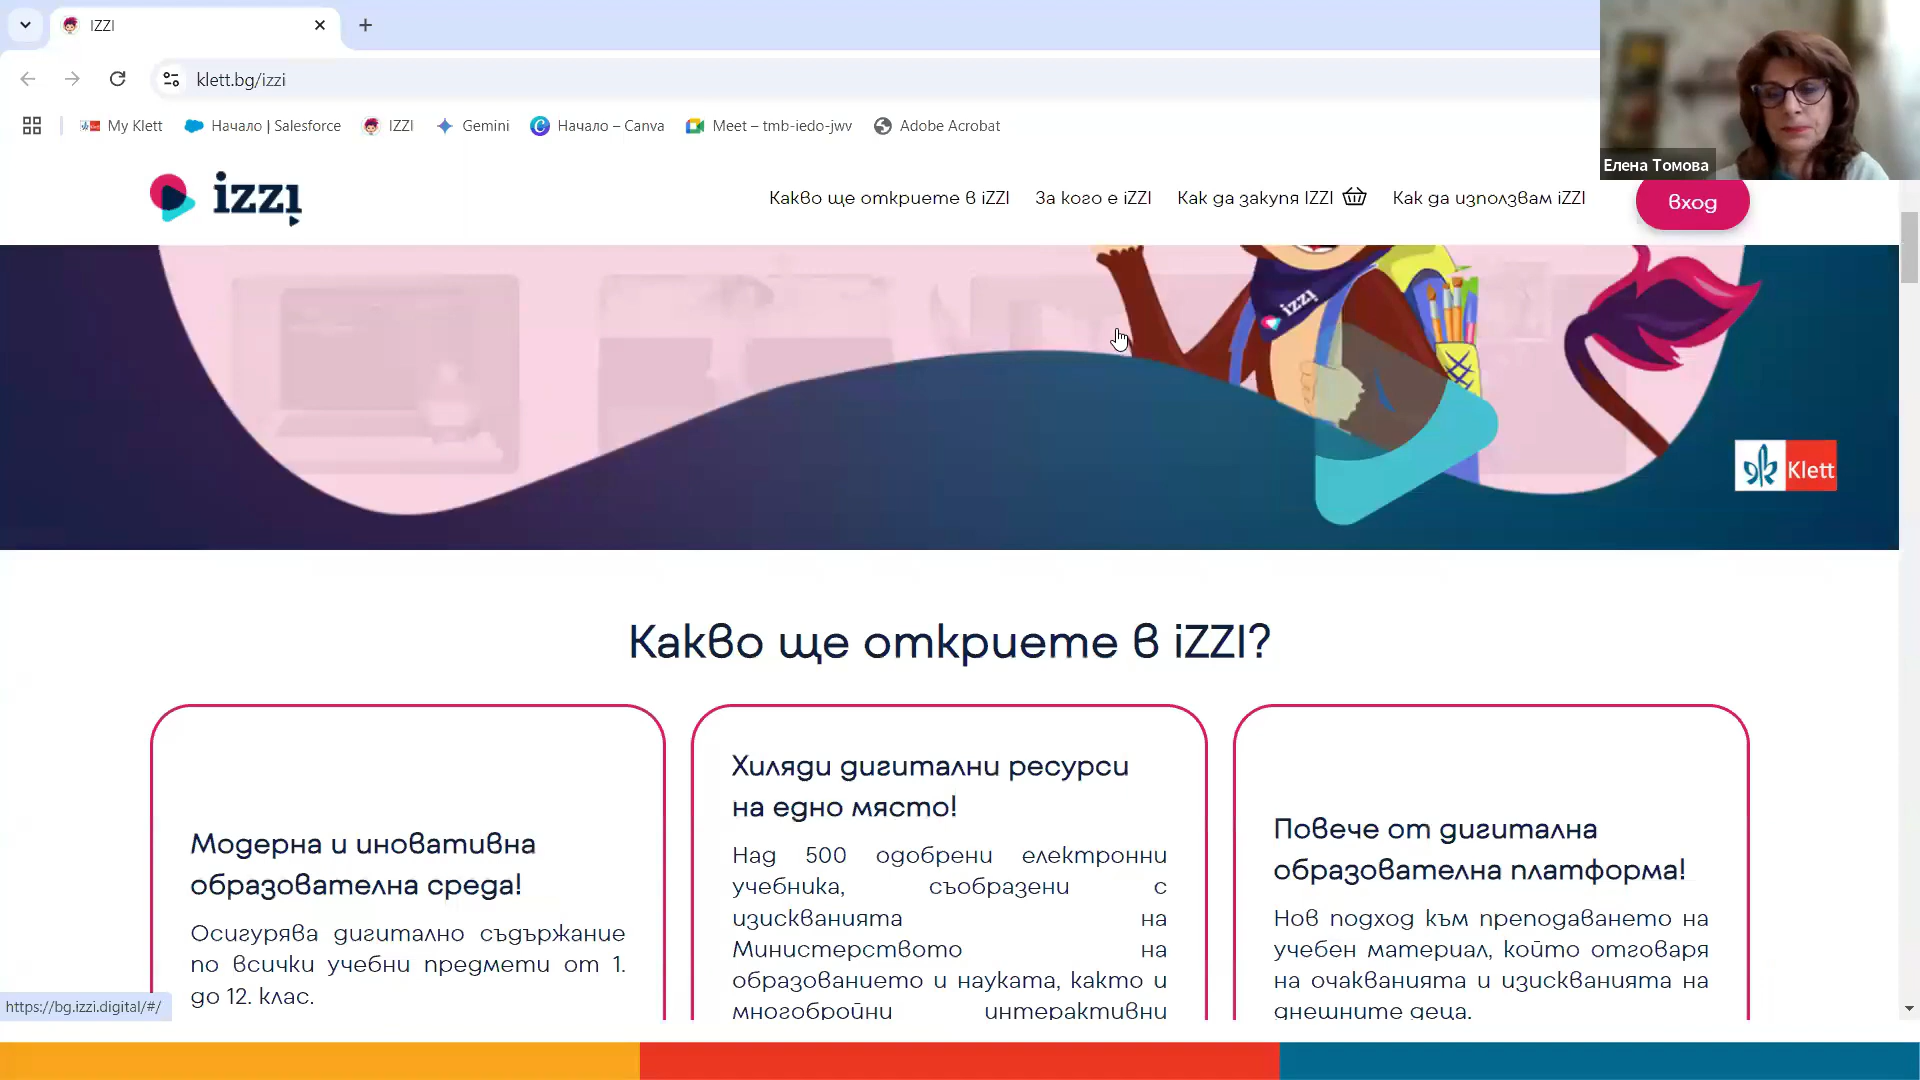 IZZI
klett.bg/izzi
My Klett
Начало | Salesforce
IZZI
Gemini
Начало – Canva
Meet – tmb-iedo-jwv
Adobe Acrobat
Елена Томова
izzi
Какво ще откриете в iZZI
За кого е iZZI
Как да закупя IZZI
Как да използвам iZZI
вход
izzi
Klett
Какво ще откриете в iZZI?
Модерна и иновативна
образователна среда!
Осигурява дигитално съдържание
по всички учебни предмети от 1.
до 12. клас.
Хиляди дигитални ресурси
на едно място!
Над 500 одобрени електронни
учебника, съобразени с
изискванията на
Министерството на
образованието и науката, както и
многобройни интерактивни
Повече от дигитална
образователна платформа!
Нов подход към преподаването на
учебен материал, който отговаря
на очакванията и изискванията на
днешните деца.
https://bg.izzi.digital/#/